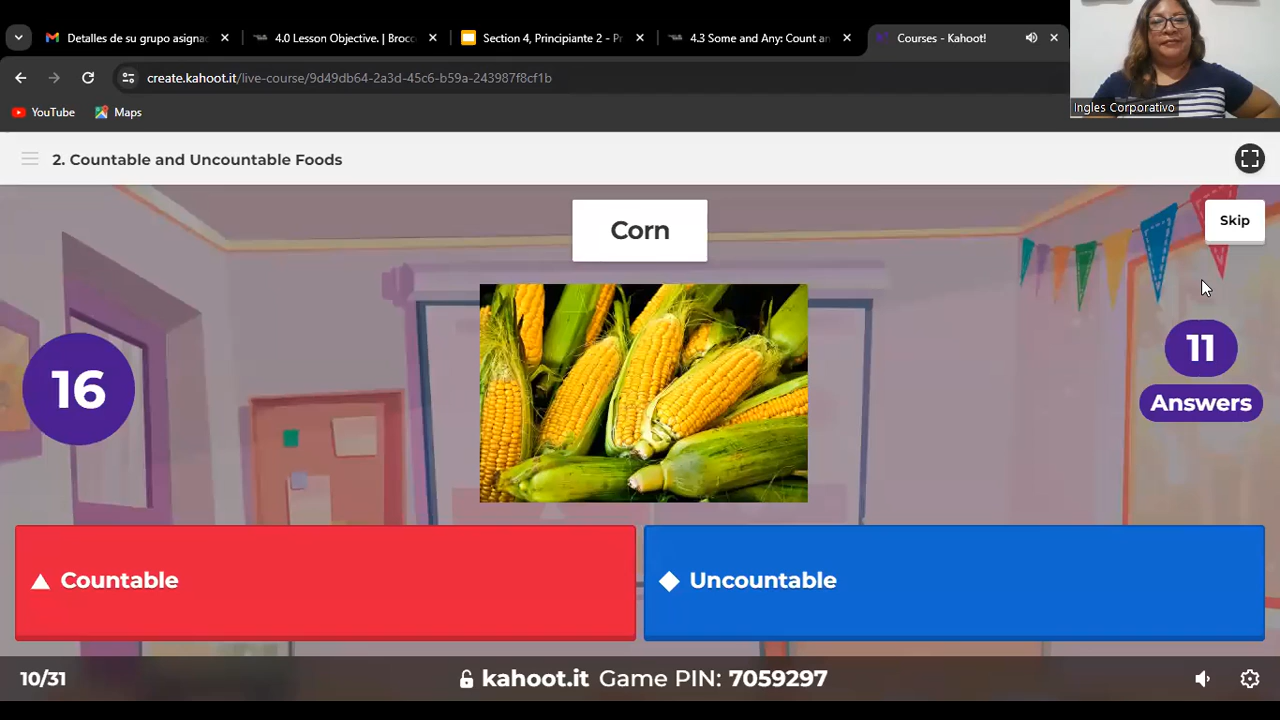 Detalles de su grupo asigna
4.0 Lesson Objective. | Brocc
Section 4, Principiante 2 - Pr
4.3 Some and Any: Count an
Courses - Kahoot!
create.kahoot.it/live-course/9d49db64-2a3d-45c6-b59a-243987f8cf1b
YouTube
Maps
Ingles Corporativo
2. Countable and Uncountable Foods
Corn
Skip
16
11
Answers
Countable
Uncountable
10/31
kahoot.it Game PIN: 7059297